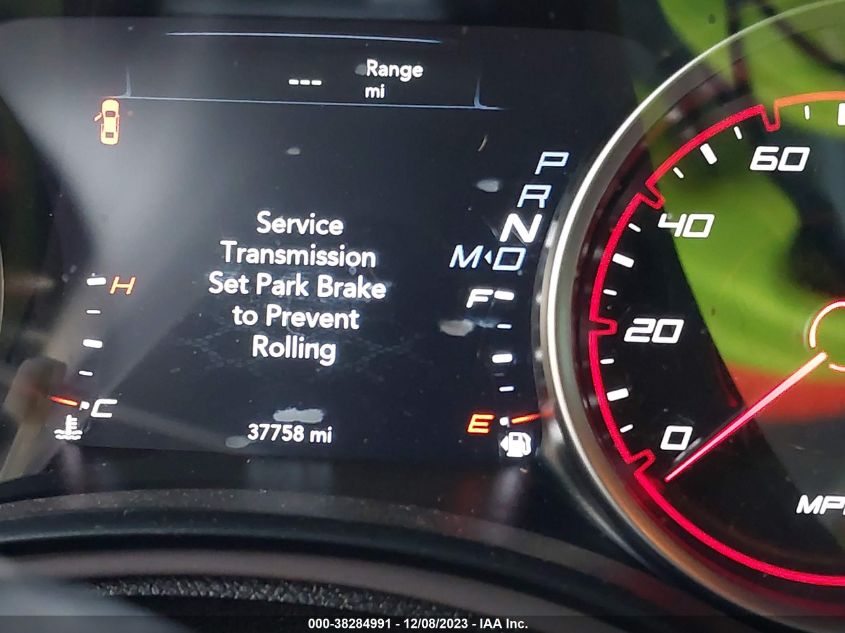 --- Range
mi
P
R
N
M◂D
Service
Transmission
Set Park Brake
to Prevent
Rolling
H
C
F
E
37758 mi
60
40
20
0
000-38284991 - 12/08/2023 - IAA Inc.